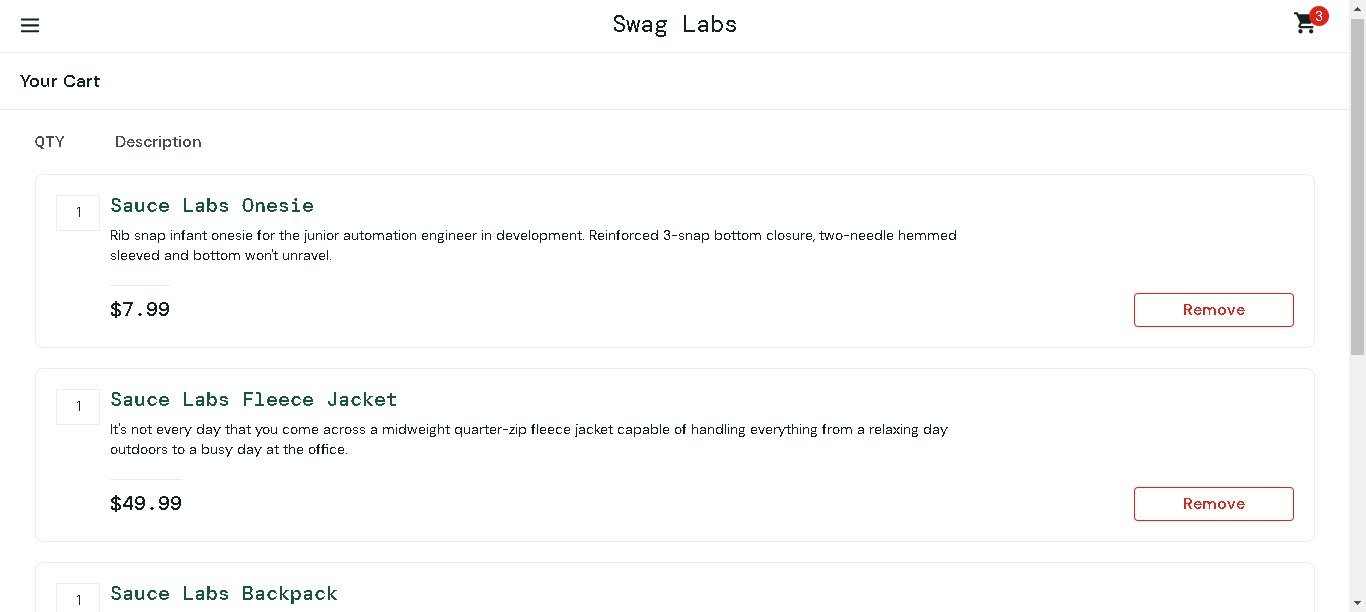 Swag Labs
3
Your Cart
QTY Description
1
Sauce Labs Onesie
Rib snap infant onesie for the junior automation engineer in development. Reinforced 3-snap bottom closure, two-needle hemmed
sleeved and bottom won't unravel.
$7.99
Remove
1
Sauce Labs Fleece Jacket
It's not every day that you come across a midweight quarter-zip fleece jacket capable of handling everything from a relaxing day
outdoors to a busy day at the office.
$49.99
Remove
1
Sauce Labs Backpack